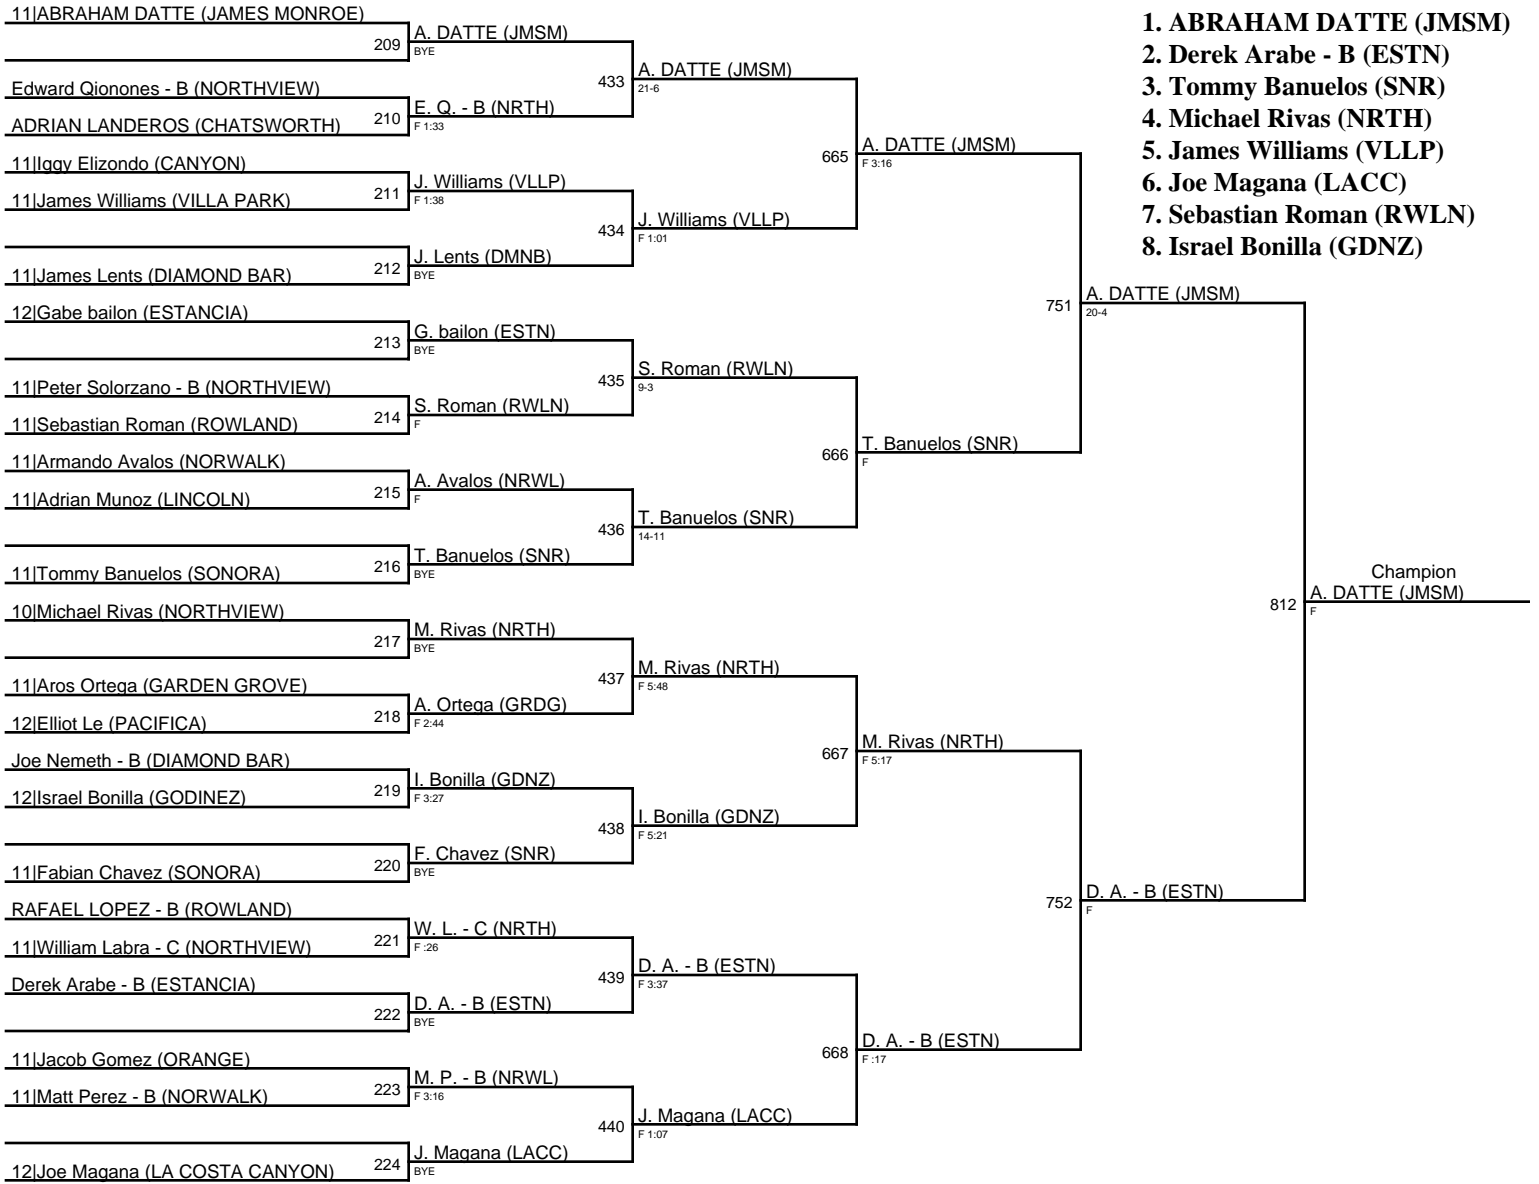 11|ABRAHAM DATTE (JAMES MONROE)
209
Edward Qionones - B (NORTHVIEW)
210
ADRIAN LANDEROS (CHATSWORTH)
11|Iggy Elizondo (CANYON)
211
11|James Williams (VILLA PARK)
212
11|James Lents (DIAMOND BAR)
12|Gabe bailon (ESTANCIA)
213
11|Peter Solorzano - B (NORTHVIEW)
214
11|Sebastian Roman (ROWLAND)
11|Armando Avalos (NORWALK)
215
11|Adrian Munoz (LINCOLN)
216
11|Tommy Banuelos (SONORA)
10|Michael Rivas (NORTHVIEW)
217
11|Aros Ortega (GARDEN GROVE)
218
12|Elliot Le (PACIFICA)
Joe Nemeth - B (DIAMOND BAR)
219
12|Israel Bonilla (GODINEZ)
220
11|Fabian Chavez (SONORA)
RAFAEL LOPEZ - B (ROWLAND)
221
11|William Labra - C (NORTHVIEW)
Derek Arabe - B (ESTANCIA)
222
11|Jacob Gomez (ORANGE)
223
11|Matt Perez - B (NORWALK)
224
12|Joe Magana (LA COSTA CANYON)
A. DATTE (JMSM)
BYE
433
E. Q. - B (NRTH)
F 1:33
J. Williams (VLLP)
F 1:38
434
J. Lents (DMNB)
BYE
G. bailon (ESTN)
BYE
435
S. Roman (RWLN)
F
A. Avalos (NRWL)
F
436
T. Banuelos (SNR)
BYE
M. Rivas (NRTH)
BYE
437
A. Ortega (GRDG)
F 2:44
I. Bonilla (GDNZ)
F 3:27
438
F. Chavez (SNR)
BYE
W. L. - C (NRTH)
F :26
439
D. A. - B (ESTN)
BYE
M. P. - B (NRWL)
F 3:16
440
J. Magana (LACC)
BYE
A. DATTE (JMSM)
21-6
665
J. Williams (VLLP)
F 1:01
S. Roman (RWLN)
9-3
666
T. Banuelos (SNR)
14-11
M. Rivas (NRTH)
F 5:48
667
I. Bonilla (GDNZ)
F 5:21
D. A. - B (ESTN)
F 3:37
668
J. Magana (LACC)
F 1:07
A. DATTE (JMSM)
F 3:16
751
T. Banuelos (SNR)
F
M. Rivas (NRTH)
F 5:17
752
D. A. - B (ESTN)
F :17
A. DATTE (JMSM)
20-4
812
D. A. - B (ESTN)
F
Champion
A. DATTE (JMSM)
F
1. ABRAHAM DATTE (JMSM)
2. Derek Arabe - B (ESTN)
3. Tommy Banuelos (SNR)
4. Michael Rivas (NRTH)
5. James Williams (VLLP)
6. Joe Magana (LACC)
7. Sebastian Roman (RWLN)
8. Israel Bonilla (GDNZ)